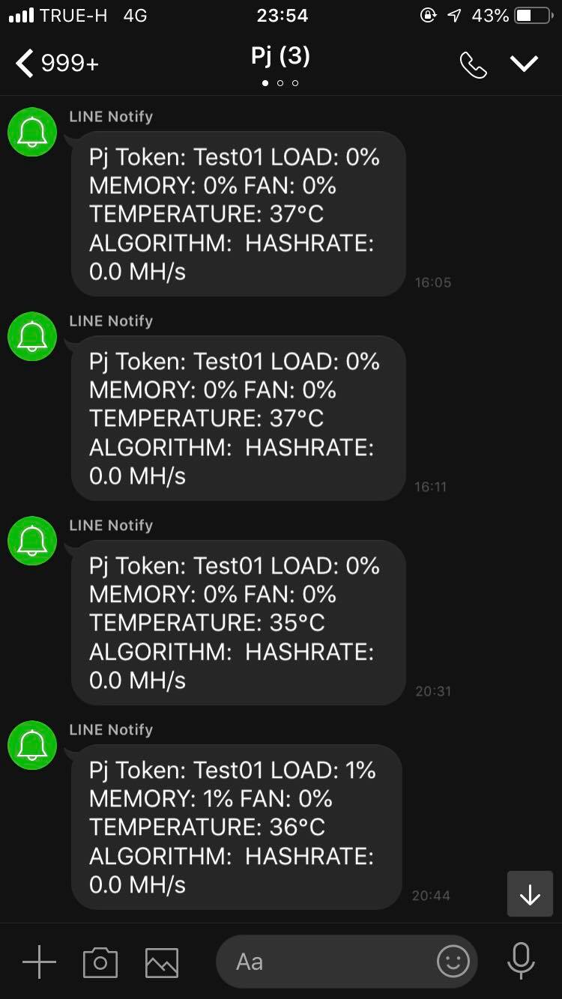 TRUE-H 4G 23:54 43%
999+ Pj (3)
LINE Notify
Pj Token: Test01 LOAD: 0%
MEMORY: 0% FAN: 0%
TEMPERATURE: 37°C
ALGORITHM:  HASHRATE:
0.0 MH/s
16:05
LINE Notify
Pj Token: Test01 LOAD: 0%
MEMORY: 0% FAN: 0%
TEMPERATURE: 37°C
ALGORITHM:  HASHRATE:
0.0 MH/s
16:11
LINE Notify
Pj Token: Test01 LOAD: 0%
MEMORY: 0% FAN: 0%
TEMPERATURE: 35°C
ALGORITHM:  HASHRATE:
0.0 MH/s
20:31
LINE Notify
Pj Token: Test01 LOAD: 1%
MEMORY: 1% FAN: 0%
TEMPERATURE: 36°C
ALGORITHM:  HASHRATE:
0.0 MH/s
20:44
Aa